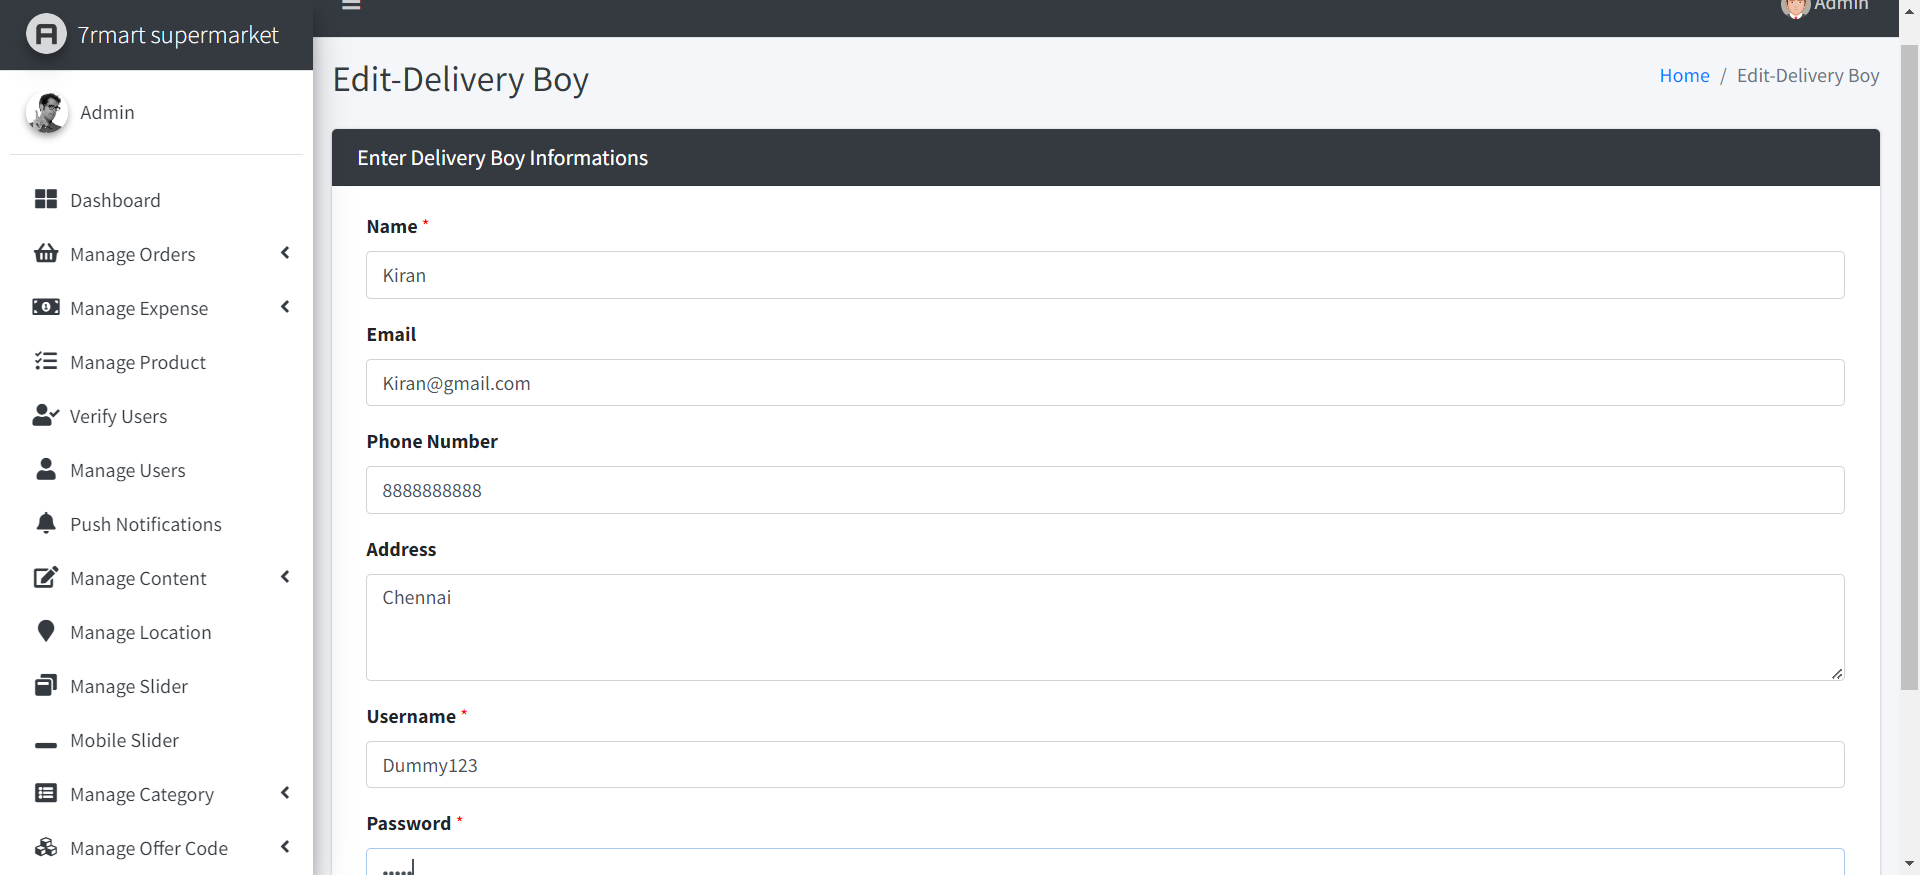 7rmart supermarket
Admin
Admin
Edit-Delivery Boy
Home / Edit-Delivery Boy
Dashboard
Manage Orders
Manage Expense
Manage Product
Verify Users
Manage Users
Push Notifications
Manage Content
Manage Location
Manage Slider
Mobile Slider
Manage Category
Manage Offer Code
Enter Delivery Boy Informations
Name *
Kiran
Email
Kiran@gmail.com
Phone Number
8888888888
Address
Chennai
Username *
Dummy123
Password *
•••••